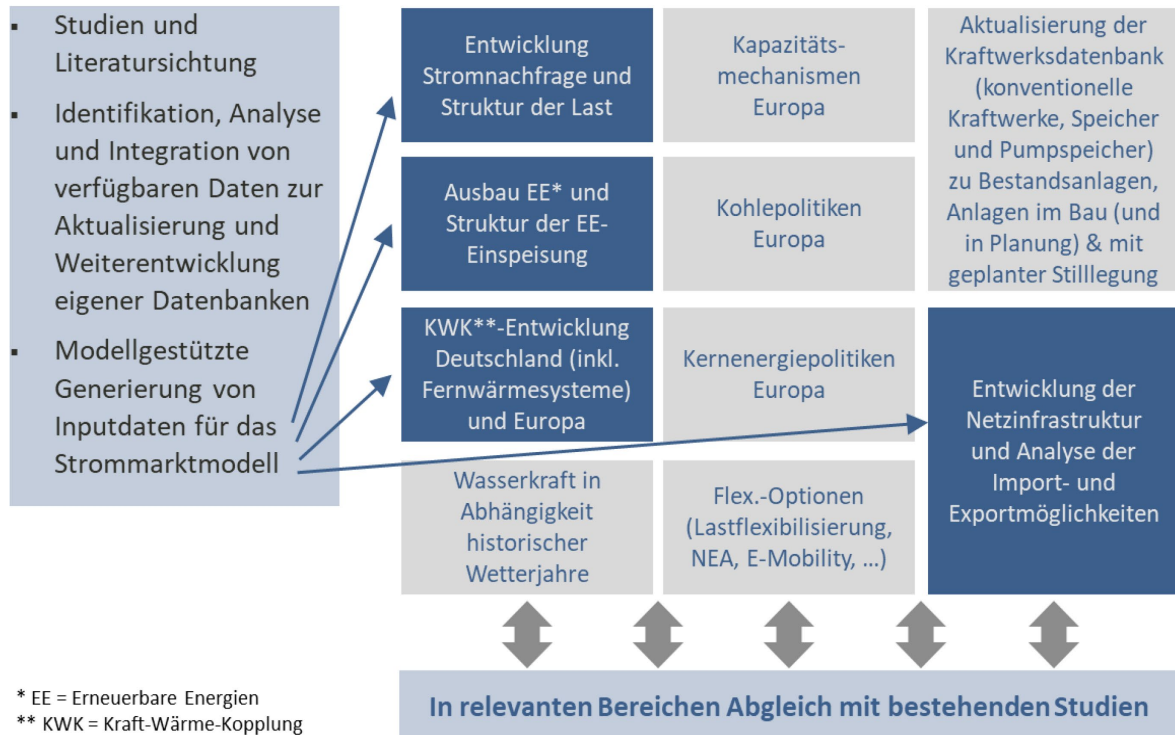 ▪ Studien und
Literatursichtung
▪ Identifikation, Analyse
und Integration von
verfügbaren Daten zur
Aktualisierung und
Weiterentwicklung
eigener Datenbanken
▪ Modellgestützte
Generierung von
Inputdaten für das
Strommarktmodell
Entwicklung
Stromnachfrage und
Struktur der Last
Kapazitäts-
mechanismen
Europa
Aktualisierung der
Kraftwerksdatenbank
(konventionelle
Kraftwerke, Speicher
und Pumpspeicher)
zu Bestandsanlagen,
Anlagen im Bau (und
in Planung) & mit
geplanter Stilllegung
Ausbau EE* und
Struktur der EE-
Einspeisung
Kohlepolitiken
Europa
KWK**-Entwicklung
Deutschland (inkl.
Fernwärmesysteme)
und Europa
Kernenergiepolitiken
Europa
Entwicklung der
Netzinfrastruktur
und Analyse der
Import- und
Exportmöglichkeiten
Wasserkraft in
Abhängigkeit
historischer
Wetterjahre
Flex.-Optionen
(Lastflexibilisierung,
NEA, E-Mobility, ...)
In relevanten Bereichen Abgleich mit bestehenden Studien
* EE = Erneuerbare Energien
** KWK = Kraft-Wärme-Kopplung